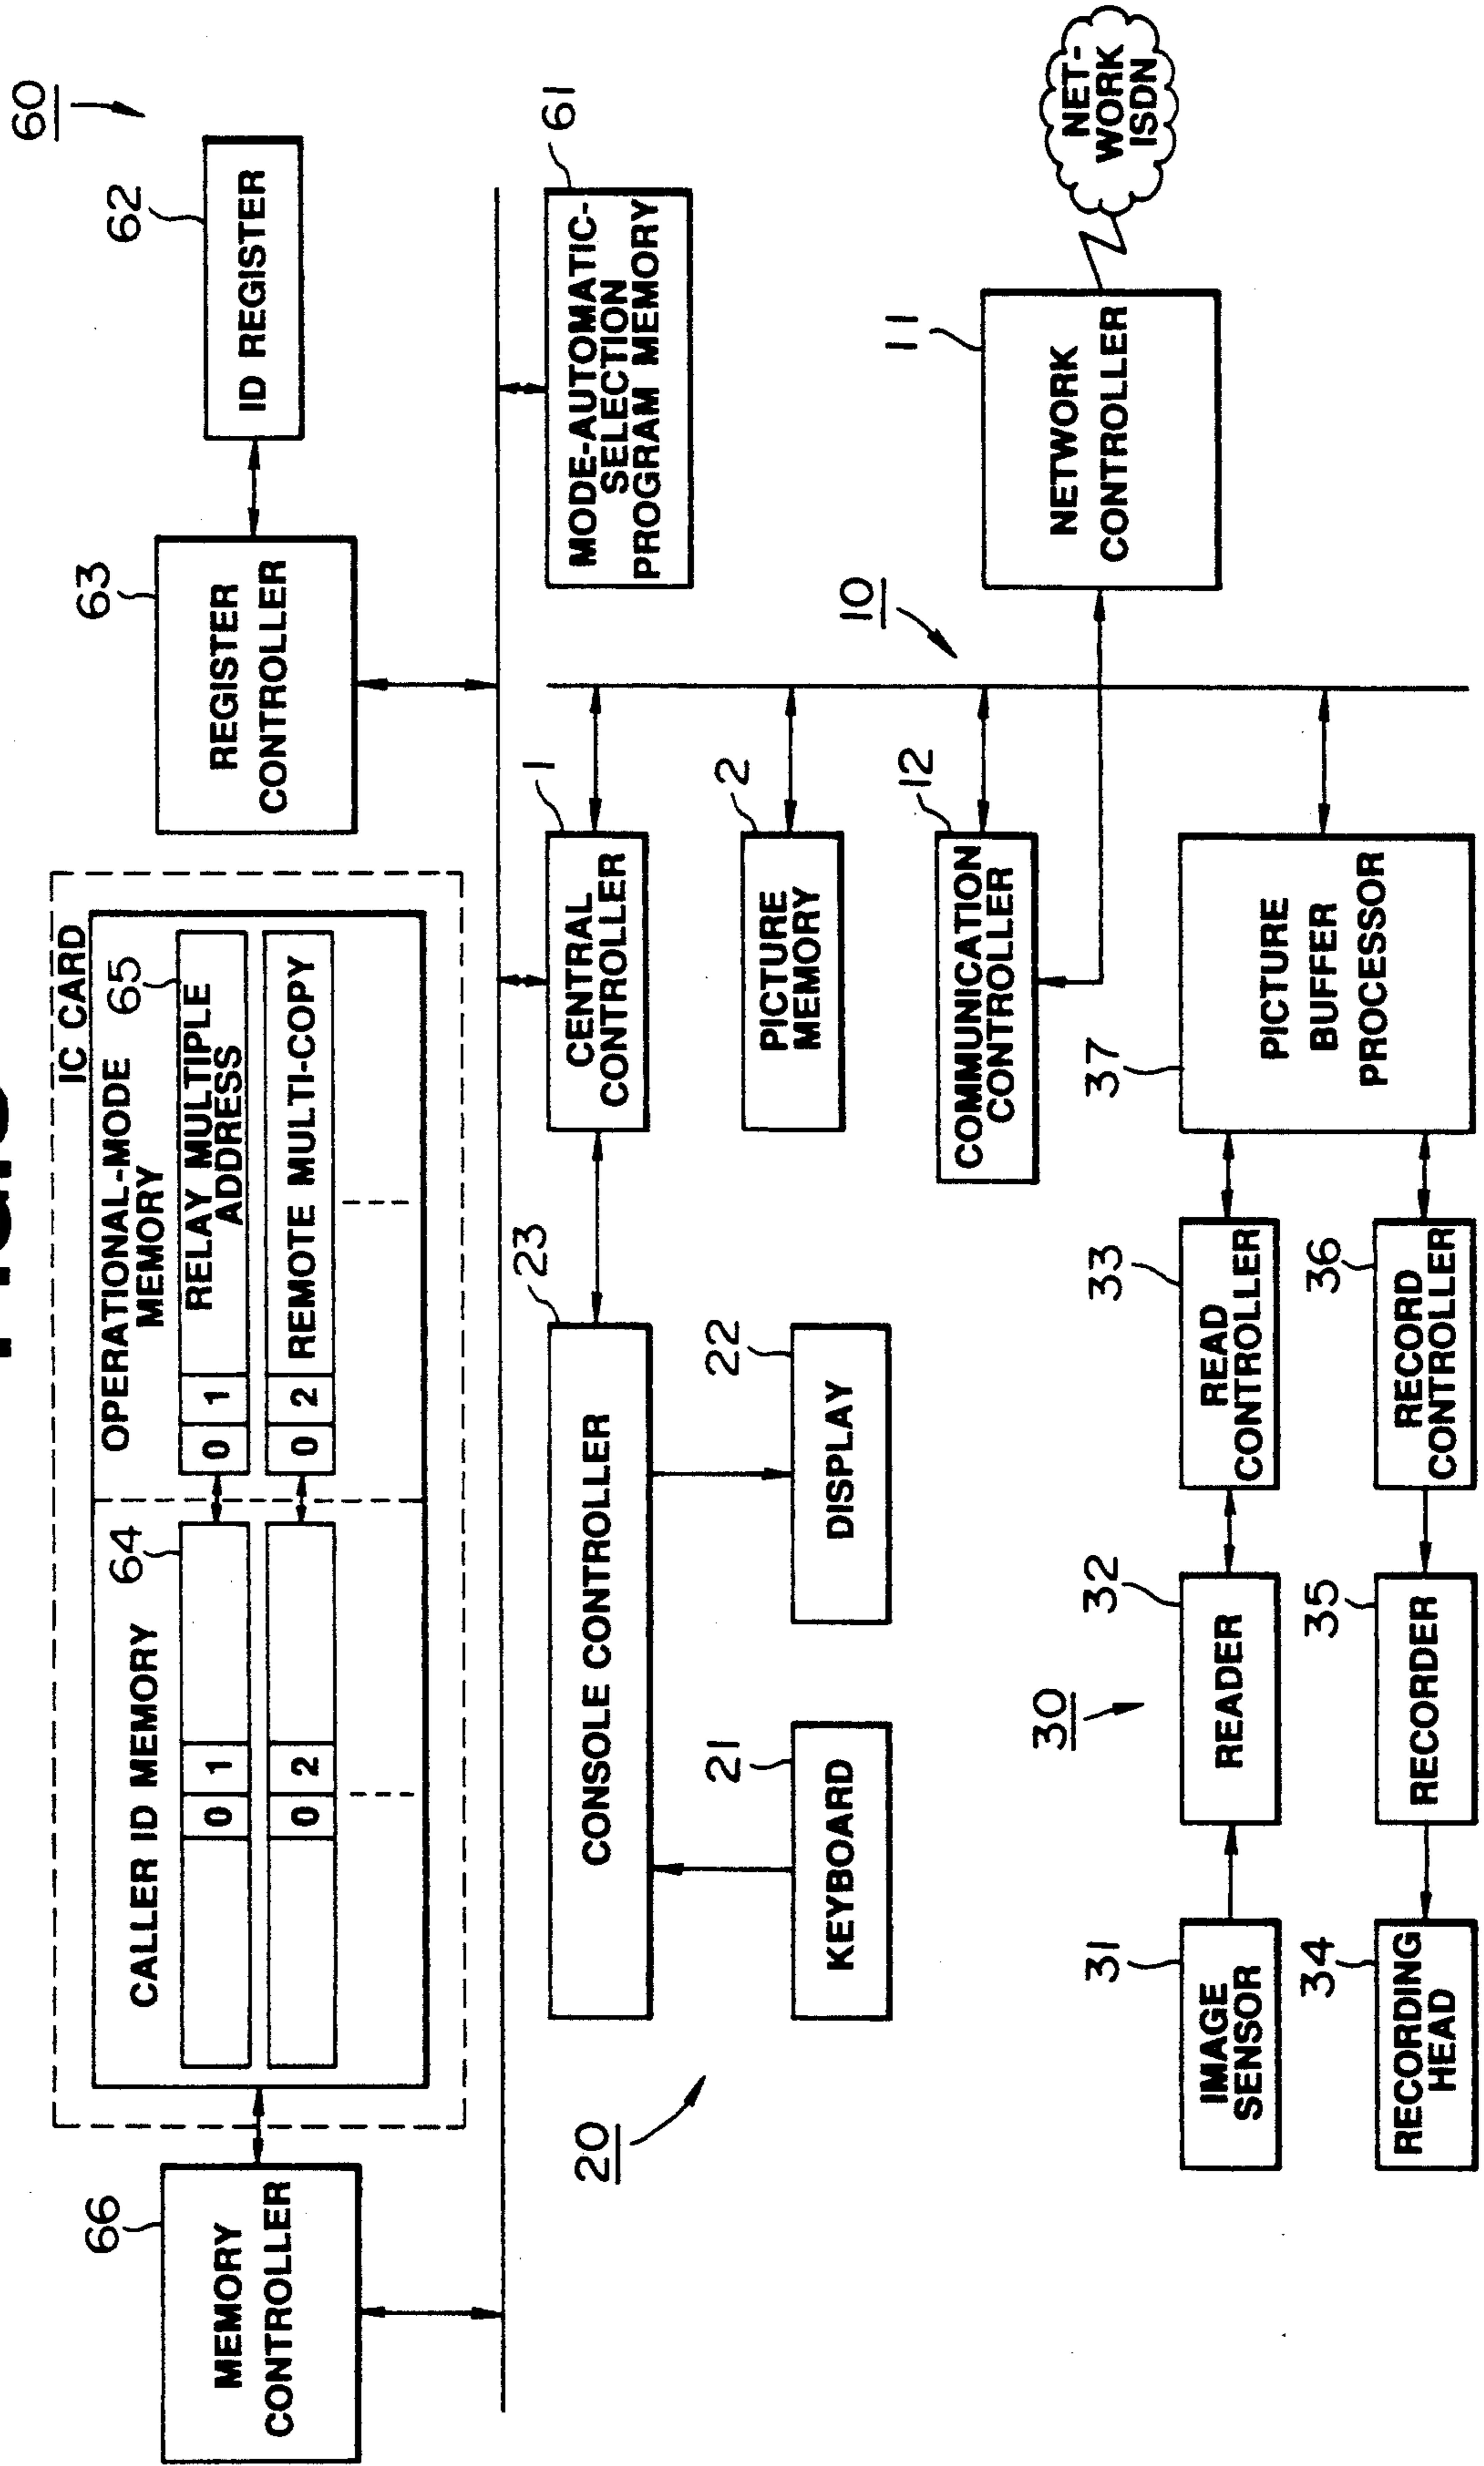 60
62
ID REGISTER
63
REGISTER
CONTROLLER
IC CARD
OPERATIONAL-MODE
MEMORY
65
0 1 RELAY MULTIPLE
ADDRESS
0 2 REMOTE MULTI-COPY
CALLER ID MEMORY
64
0 1
0 2
66
MEMORY
CONTROLLER
61
MODE-AUTOMATIC-
SELECTION
PROGRAM MEMORY
1
CENTRAL
CONTROLLER
23
CONSOLE CONTROLLER
22
DISPLAY
21
KEYBOARD
20
2
PICTURE
MEMORY
10
12
COMMUNICATION
CONTROLLER
11
NETWORK
CONTROLLER
NET-
WORK
ISDN
37
PICTURE
BUFFER
PROCESSOR
33
READ
CONTROLLER
32
READER
31
IMAGE
SENSOR
30
36
RECORD
CONTROLLER
35
RECORDER
34
RECORDING
HEAD